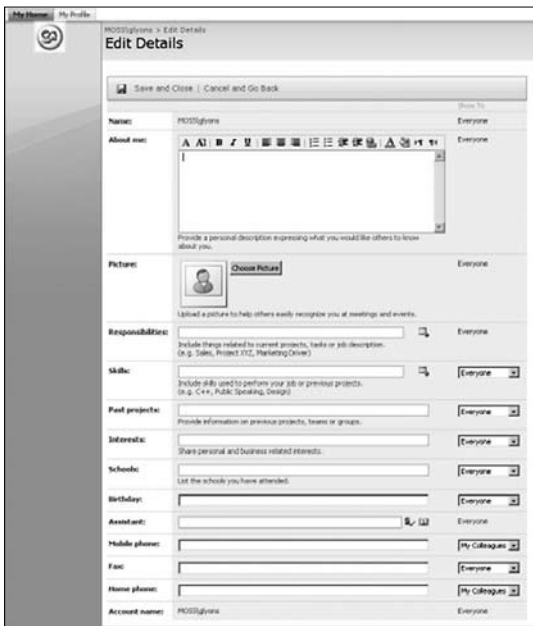 My Home My Profile
MOSS\glyons > Edit Details
Edit Details
Save and Close | Cancel and Go Back
Show To
Name: MOSS\glyons Everyone
About me: Everyone
Provide a personal description expressing what you would like others to know
about you.
Picture: Choose Picture Everyone
Upload a picture to help others easily recognize you at meetings and events.
Responsibilities: Everyone
Include things related to current projects, tasks or job description.
(e.g. Sales, Project XYZ, Marketing Driver)
Skills: Everyone
Include skills used to perform your job or previous projects.
(e.g. C++, Public Speaking, Design)
Past projects: Everyone
Provide information on previous projects, teams or groups.
Interests: Everyone
Share personal and business related interests.
Schools: Everyone
List the schools you have attended.
Birthday: Everyone
Assistant: Everyone
Mobile phone: My Colleagues
Fax: Everyone
Home phone: My Colleagues
Account name: MOSS\glyons Everyone